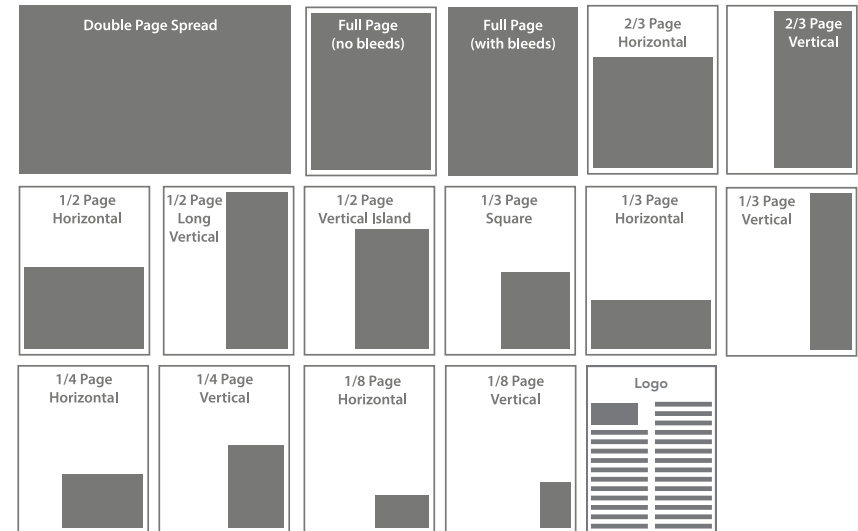 Double Page Spread
Full Page
(no bleeds)
Full Page
(with bleeds)
2/3 Page
Horizontal
2/3 Page
Vertical
1/2 Page
Horizontal
1/2 Page
Long
Vertical
1/2 Page
Vertical Island
1/3 Page
Square
1/3 Page
Horizontal
1/3 Page
Vertical
1/4 Page
Horizontal
1/4 Page
Vertical
1/8 Page
Horizontal
1/8 Page
Vertical
Logo